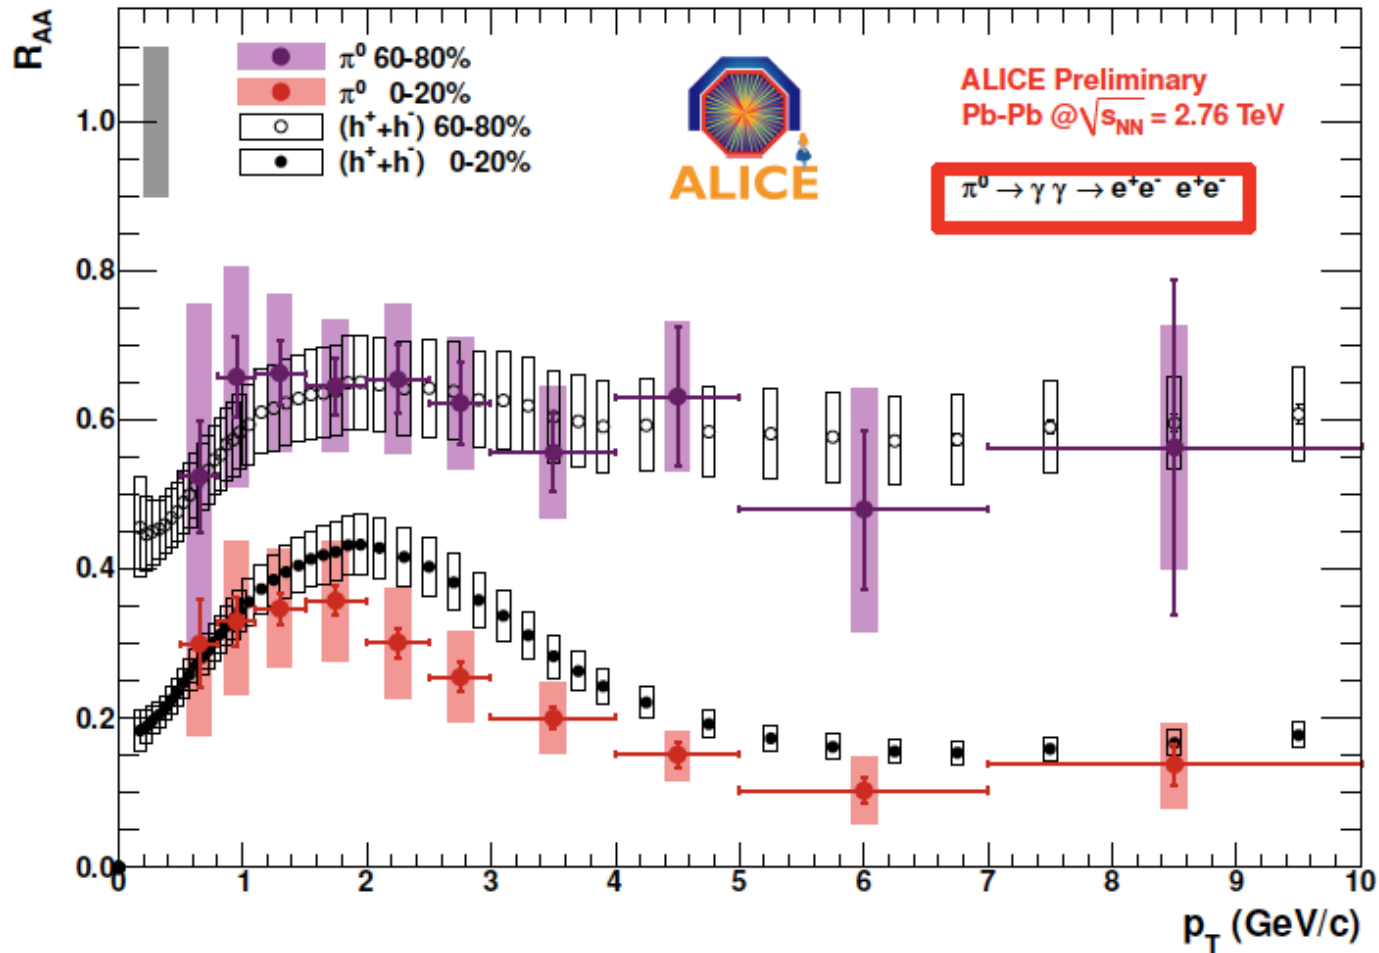 R_AA
π⁰ 60-80%
π⁰ 0-20%
(h⁺+h⁻) 60-80%
(h⁺+h⁻) 0-20%
ALICE
ALICE Preliminary
Pb-Pb @√s_NN = 2.76 TeV
π⁰ → γ γ → e⁺e⁻ e⁺e⁻
1.0
0.8
0.6
0.4
0.2
0.0
0 1 2 3 4 5 6 7 8 9 10
p_T (GeV/c)